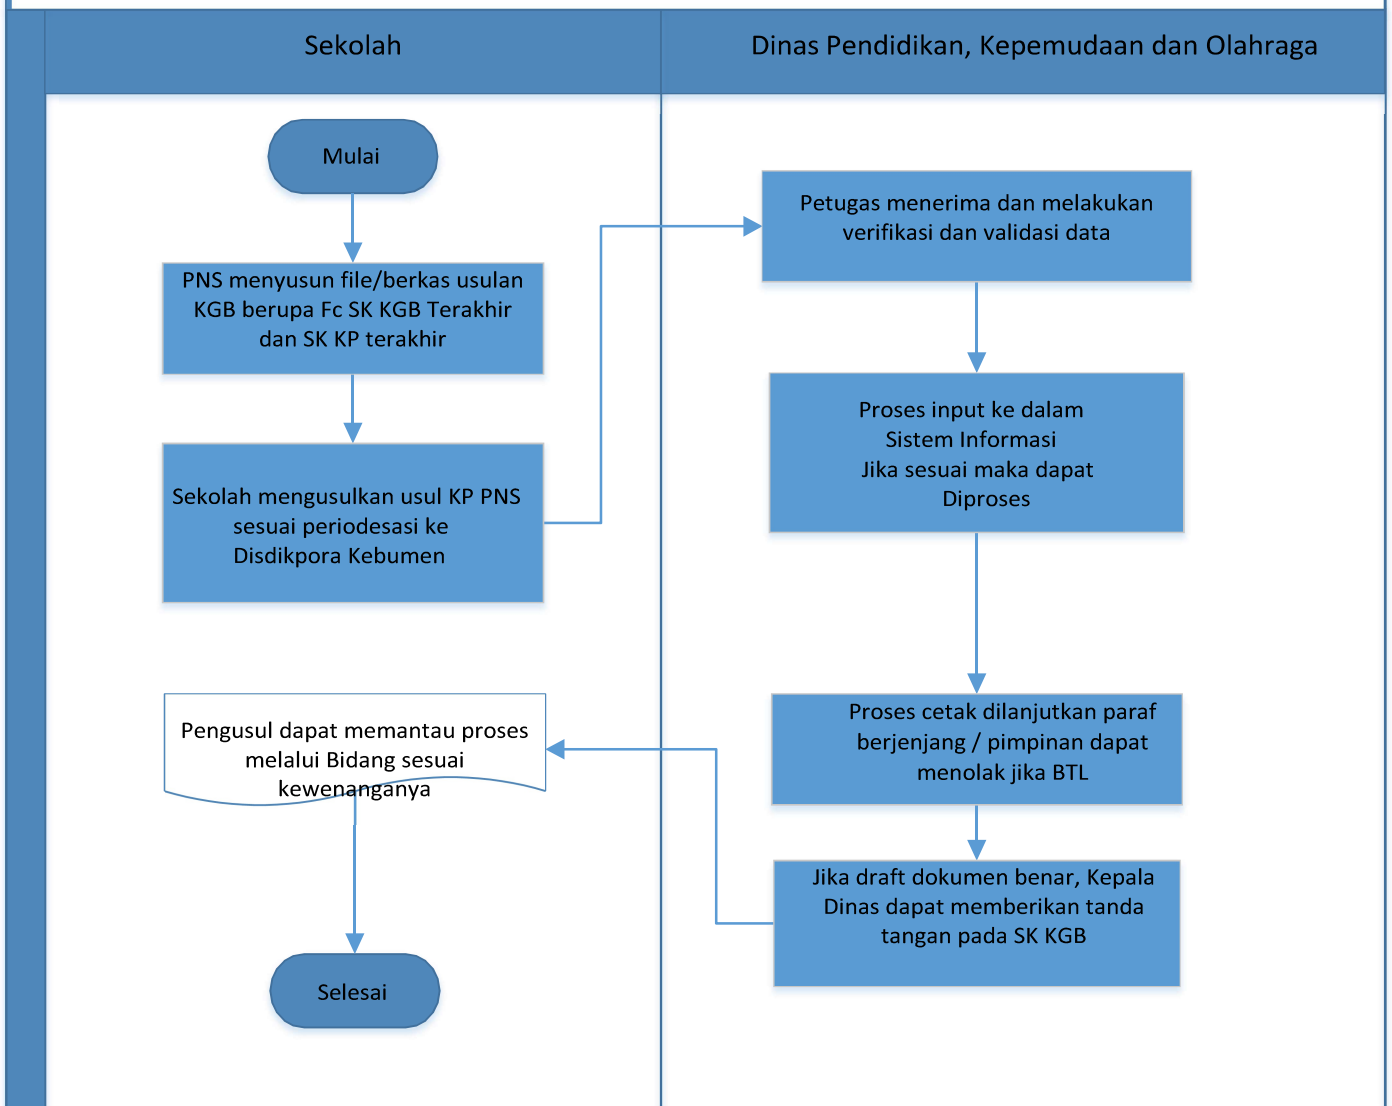 Sekolah
Dinas Pendidikan, Kepemudaan dan Olahraga
Mulai
PNS menyusun file/berkas usulan
KGB berupa Fc SK KGB Terakhir
dan SK KP terakhir
Sekolah mengusulkan usul KP PNS
sesuai periodesasi ke
Disdikpora Kebumen
Petugas menerima dan melakukan
verifikasi dan validasi data
Proses input ke dalam
Sistem Informasi
Jika sesuai maka dapat
Diproses
Proses cetak dilanjutkan paraf
berjenjang / pimpinan dapat
menolak jika BTL
Jika draft dokumen benar, Kepala
Dinas dapat memberikan tanda
tangan pada SK KGB
Pengusul dapat memantau proses
melalui Bidang sesuai
kewenanganya
Selesai